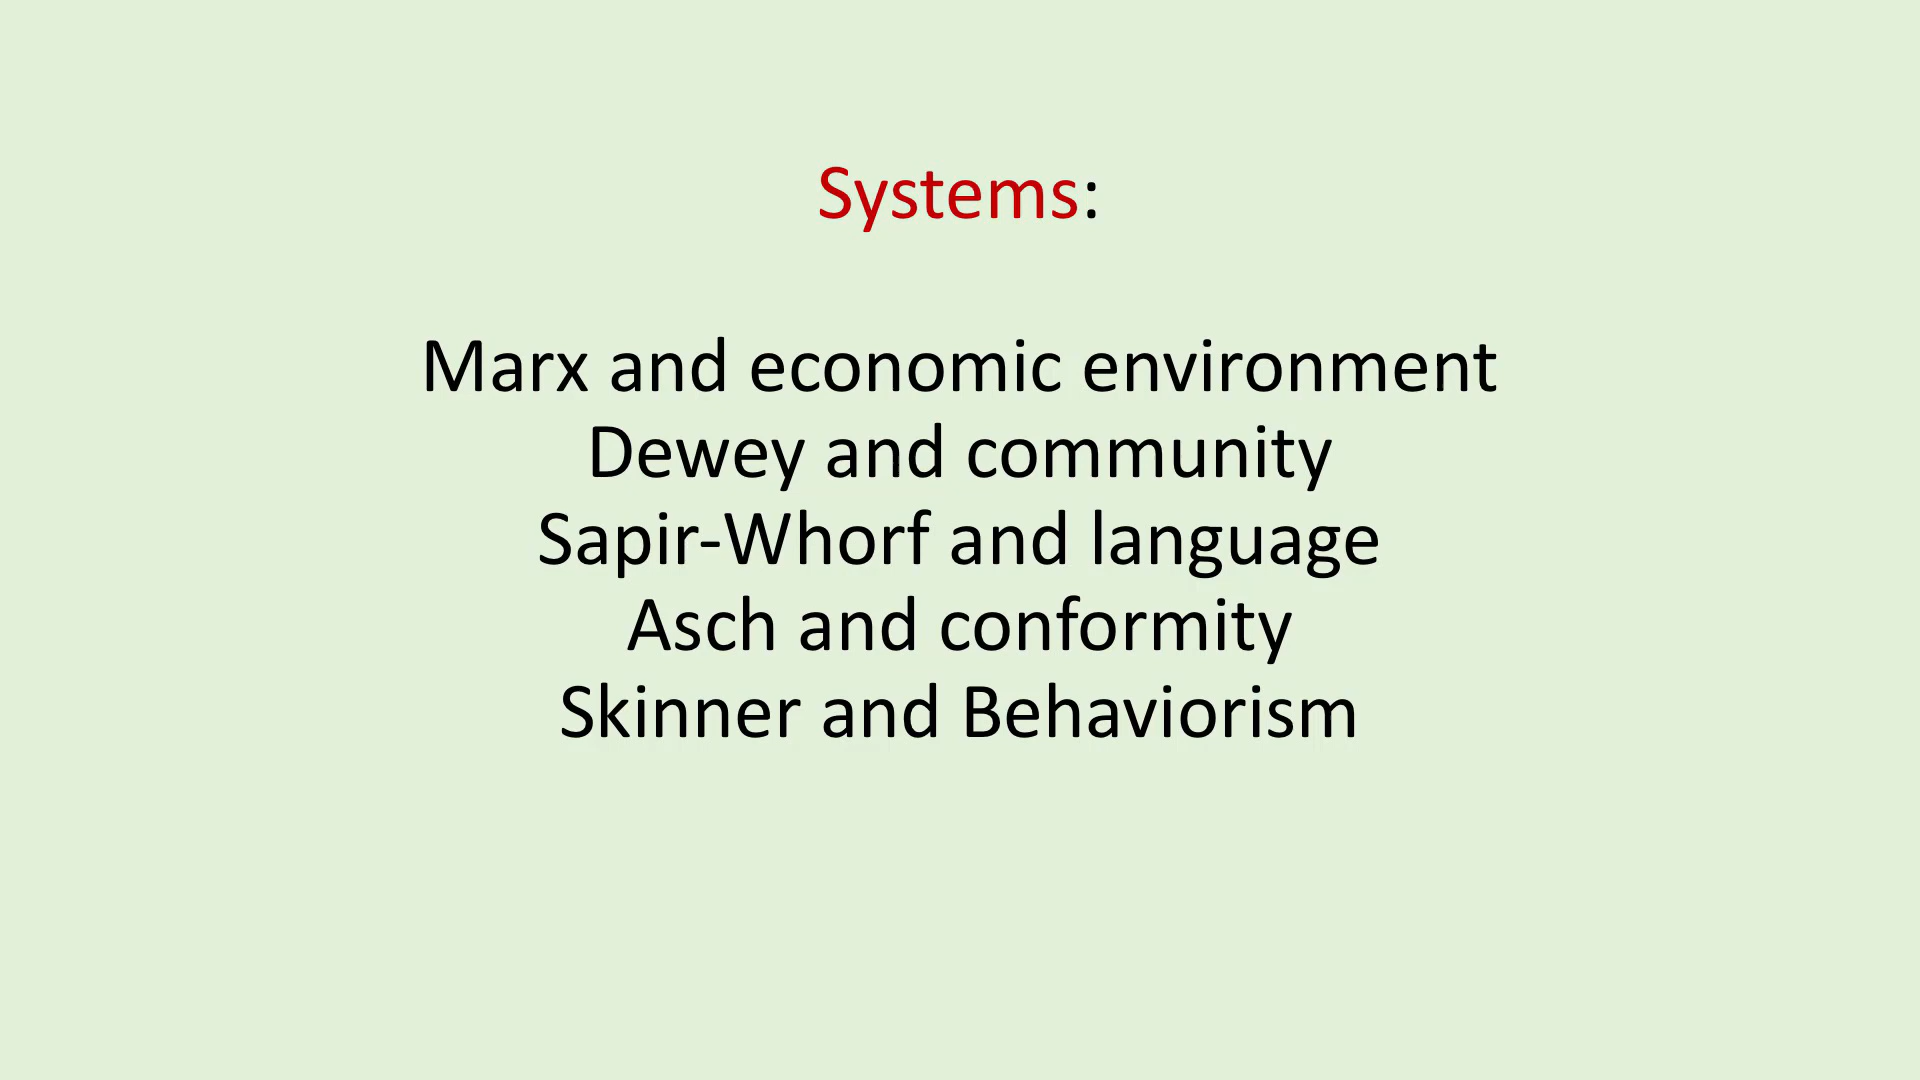 Systems:
Marx and economic environment
Dewey and community
Sapir-Whorf and language
Asch and conformity
Skinner and Behaviorism